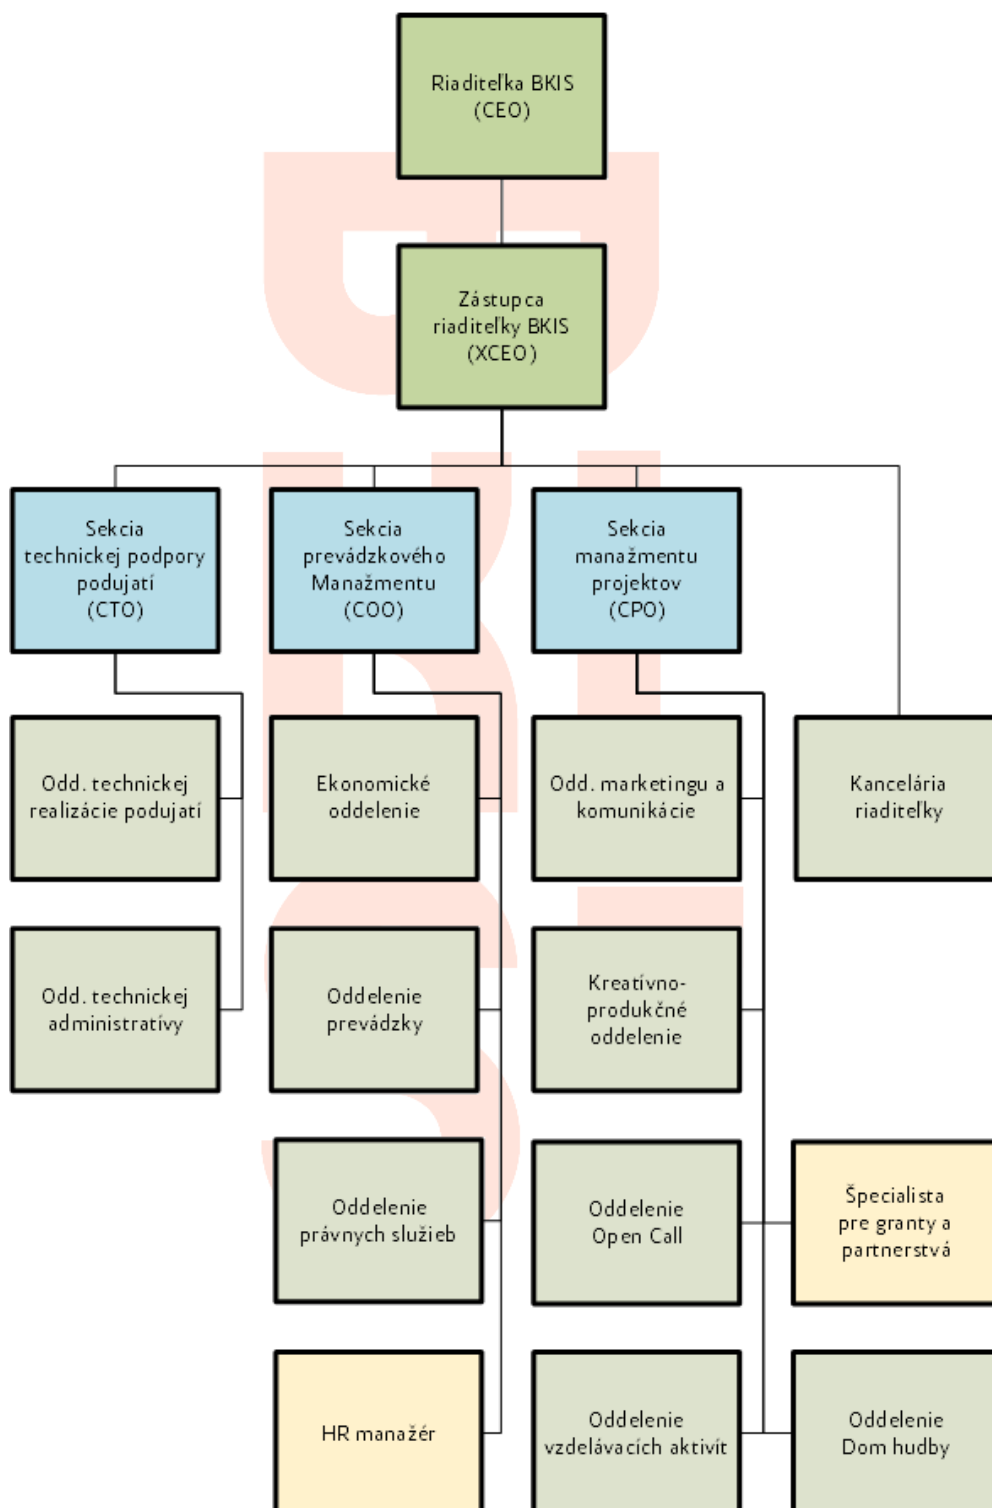 Riaditeľka BKIS
(CEO)
Zástupca
riaditeľky BKIS
(XCEO)
Sekcia
technickej podpory
podujatí
(CTO)
Sekcia
prevádzkového
Manažmentu
(COO)
Sekcia
manažmentu
projektov
(CPO)
Odd. technickej
realizácie podujatí
Ekonomické
oddelenie
Odd. marketingu a
komunikácie
Kancelária
riaditeľky
Odd. technickej
administratívy
Oddelenie
prevádzky
Kreatívno-
produkčné
oddelenie
Oddelenie
právnych služieb
Oddelenie
Open Call
Špecialista
pre granty a
partnerstvá
HR manažér
Oddelenie
vzdelávacích aktivít
Oddelenie
Dom hudby
BKIS